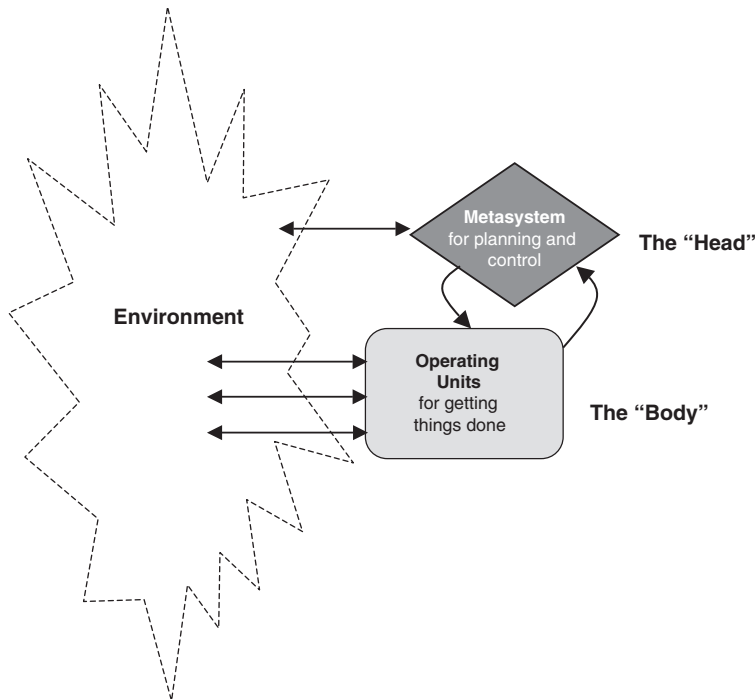 Metasystem
for planning and
control
The “Head”
Environment
Operating
Units
for getting
things done
The “Body”